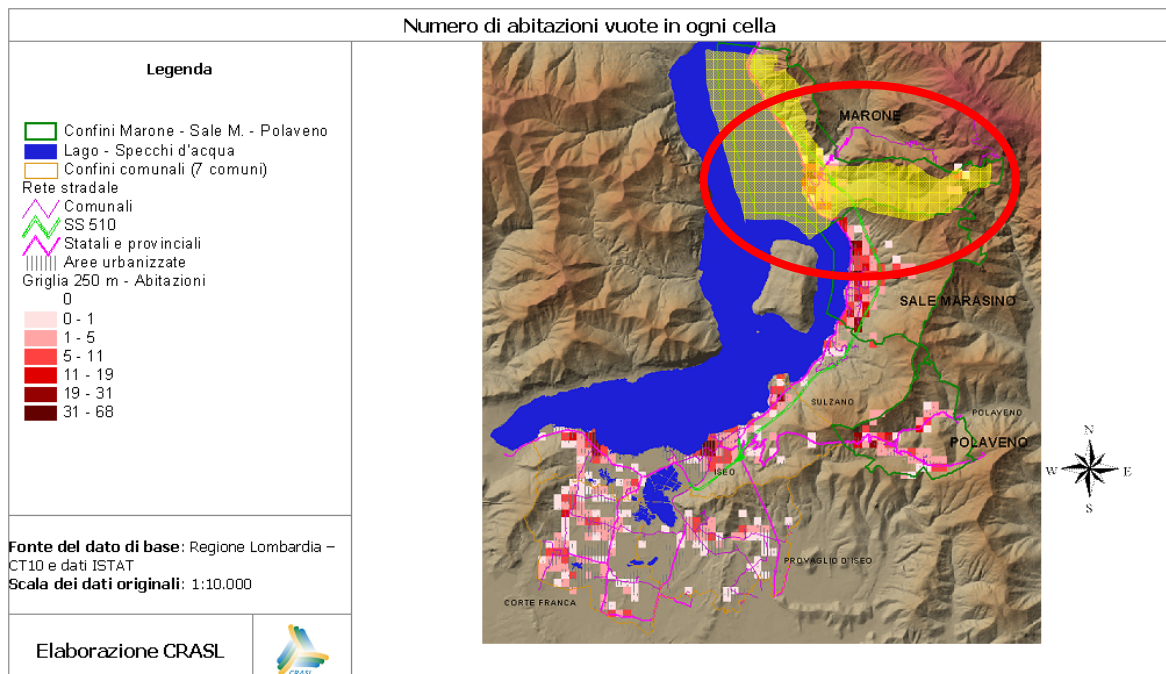 Numero di abitazioni vuote in ogni cella
Legenda
Confini Marone - Sale M. - Polaveno
Lago - Specchi d'acqua
Confini comunali (7 comuni)
Rete stradale
Comunali
SS 510
Statali e provinciali
Aree urbanizzate
Griglia 250 m - Abitazioni
0
0 - 1
1 - 5
5 - 11
11 - 19
19 - 31
31 - 68
Fonte del dato di base: Regione Lombardia –
CT10 e dati ISTAT
Scala dei dati originali: 1:10.000
Elaborazione CRASL
CRASL
MARONE
SALE MARASINO
SULZANO
POLAVENO
POLAVENO
ISEO
PROVAGLIO D'ISEO
CORTE FRANCA
N
W E
S